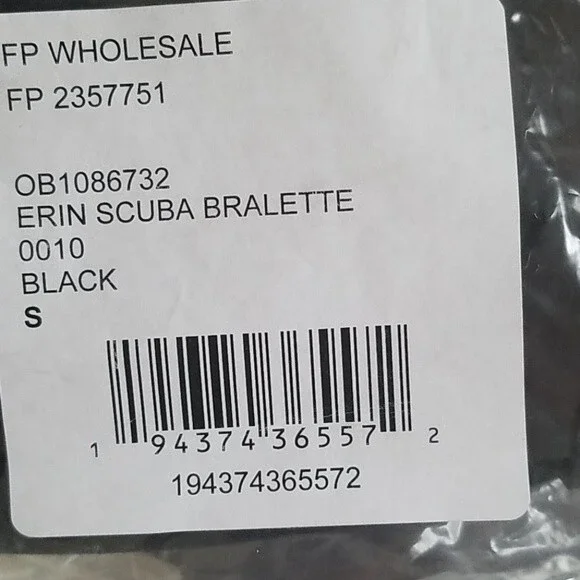 FP WHOLESALE
FP 2357751
OB1086732
ERIN SCUBA BRALETTE
0010
BLACK
S
1 94374 36557 2
194374365572